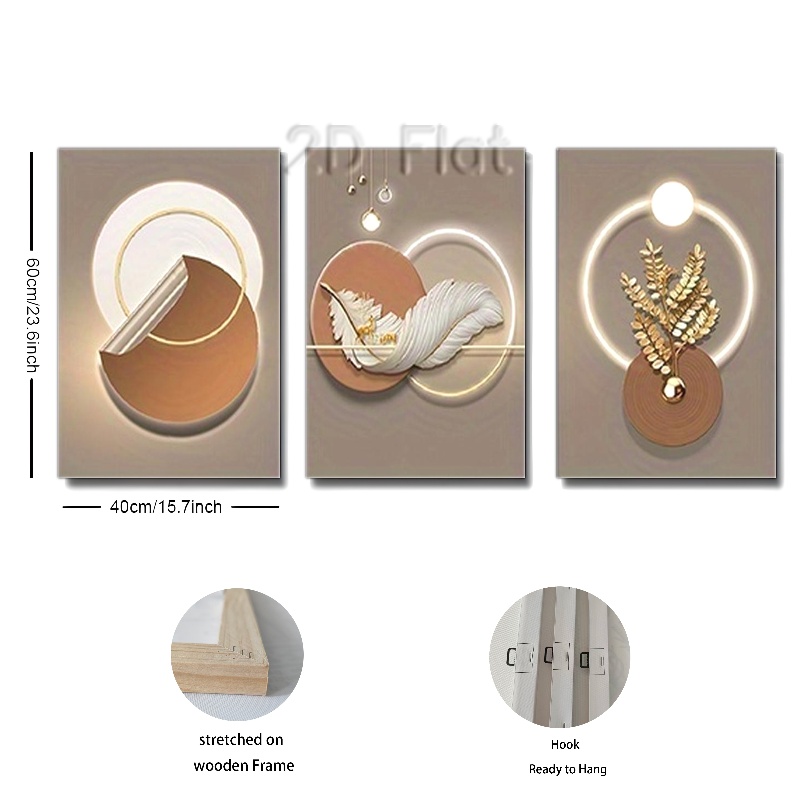 2D Flat
60cm/23.6inch
40cm/15.7inch
stretched on
wooden Frame
Hook
Ready to Hang